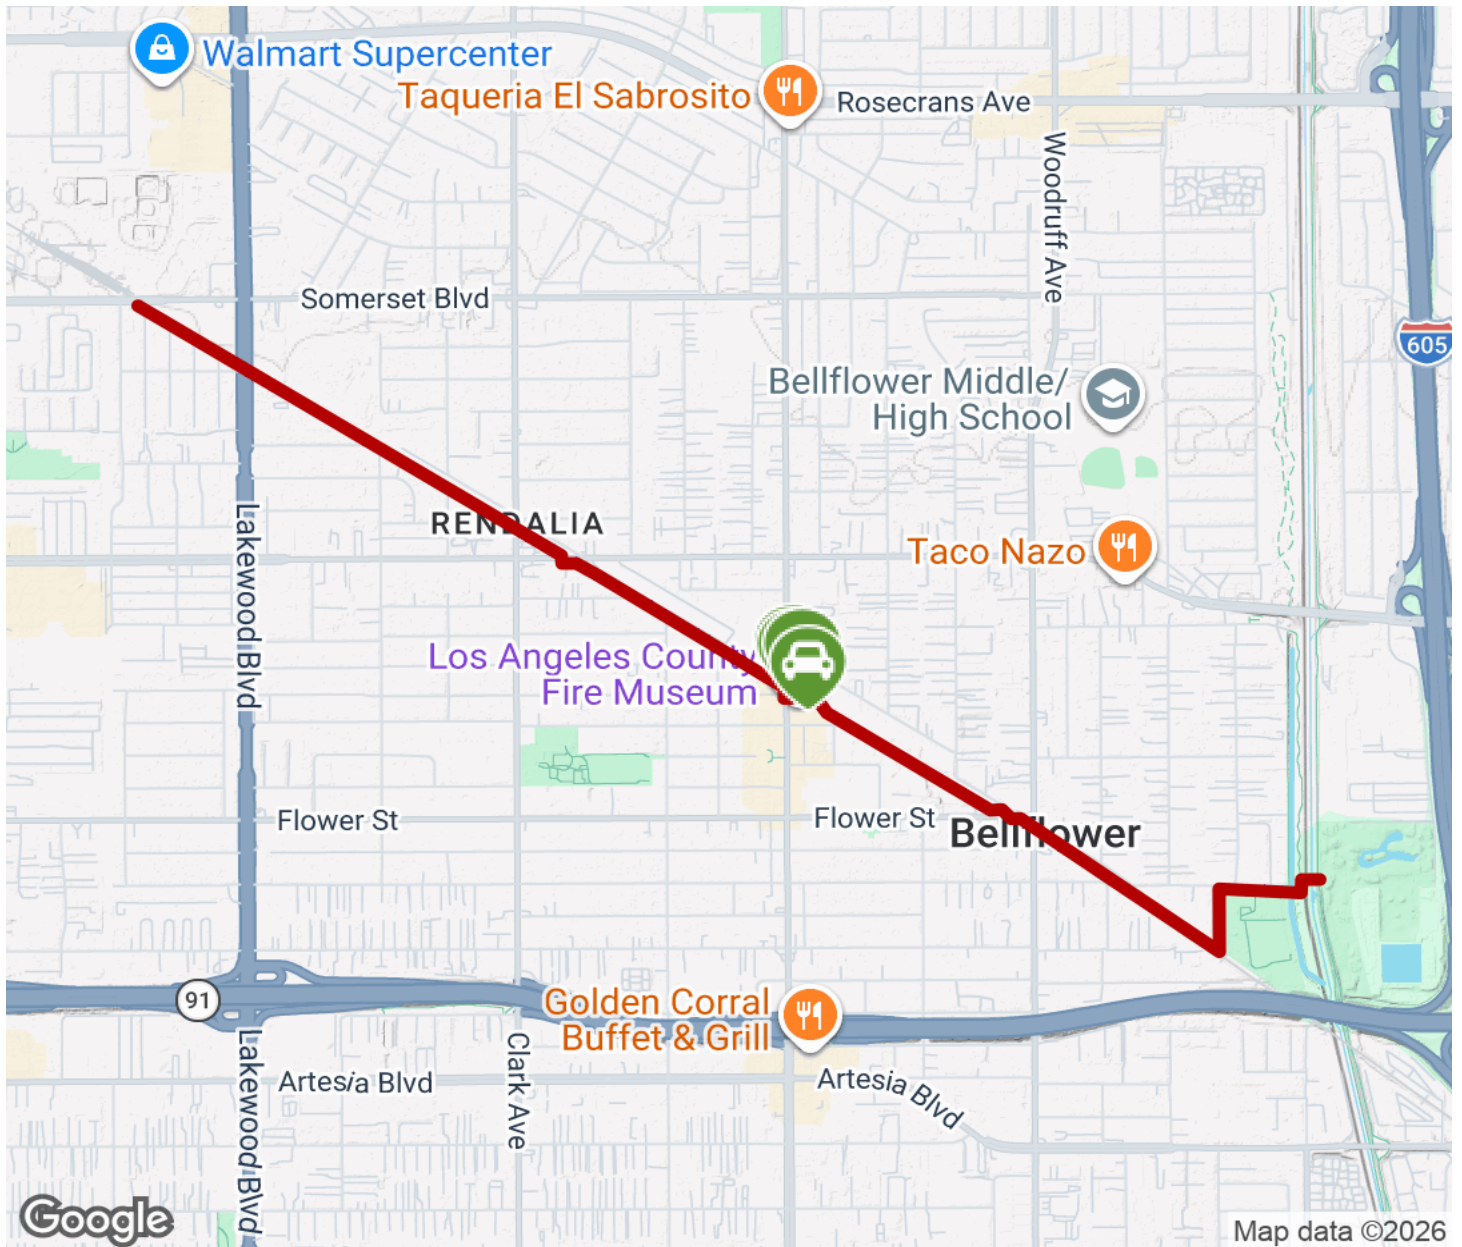 Walmart Supercenter
Taqueria El Sabrosito
Rosecrans Ave
Woodruff Ave
Somerset Blvd
605
Bellflower Middle/
High School
RENDALIA
Lakewood Blvd
Taco Nazo
Los Angeles County
Fire Museum
Flower St
Flower St
Bellflower
91
Golden Corral
Buffet & Grill
Lakewood Blvd
Artesia Blvd
Clark Ave
Artesia Blvd
Google
Map data ©2026